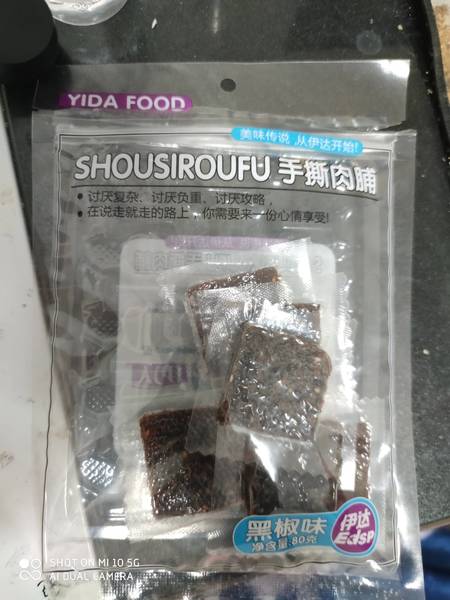 YIDA FOOD
美味传说,从伊达开始!
SHOUSIROUFU 手撕肉脯
• 讨厌复杂、讨厌负重、讨厌攻略,
• 在说走就走的路上,你需要来一份心情享受!
黑椒味
净含量:80克
伊达
SHOT ON MI 10 5G
AI DUAL CAMERA